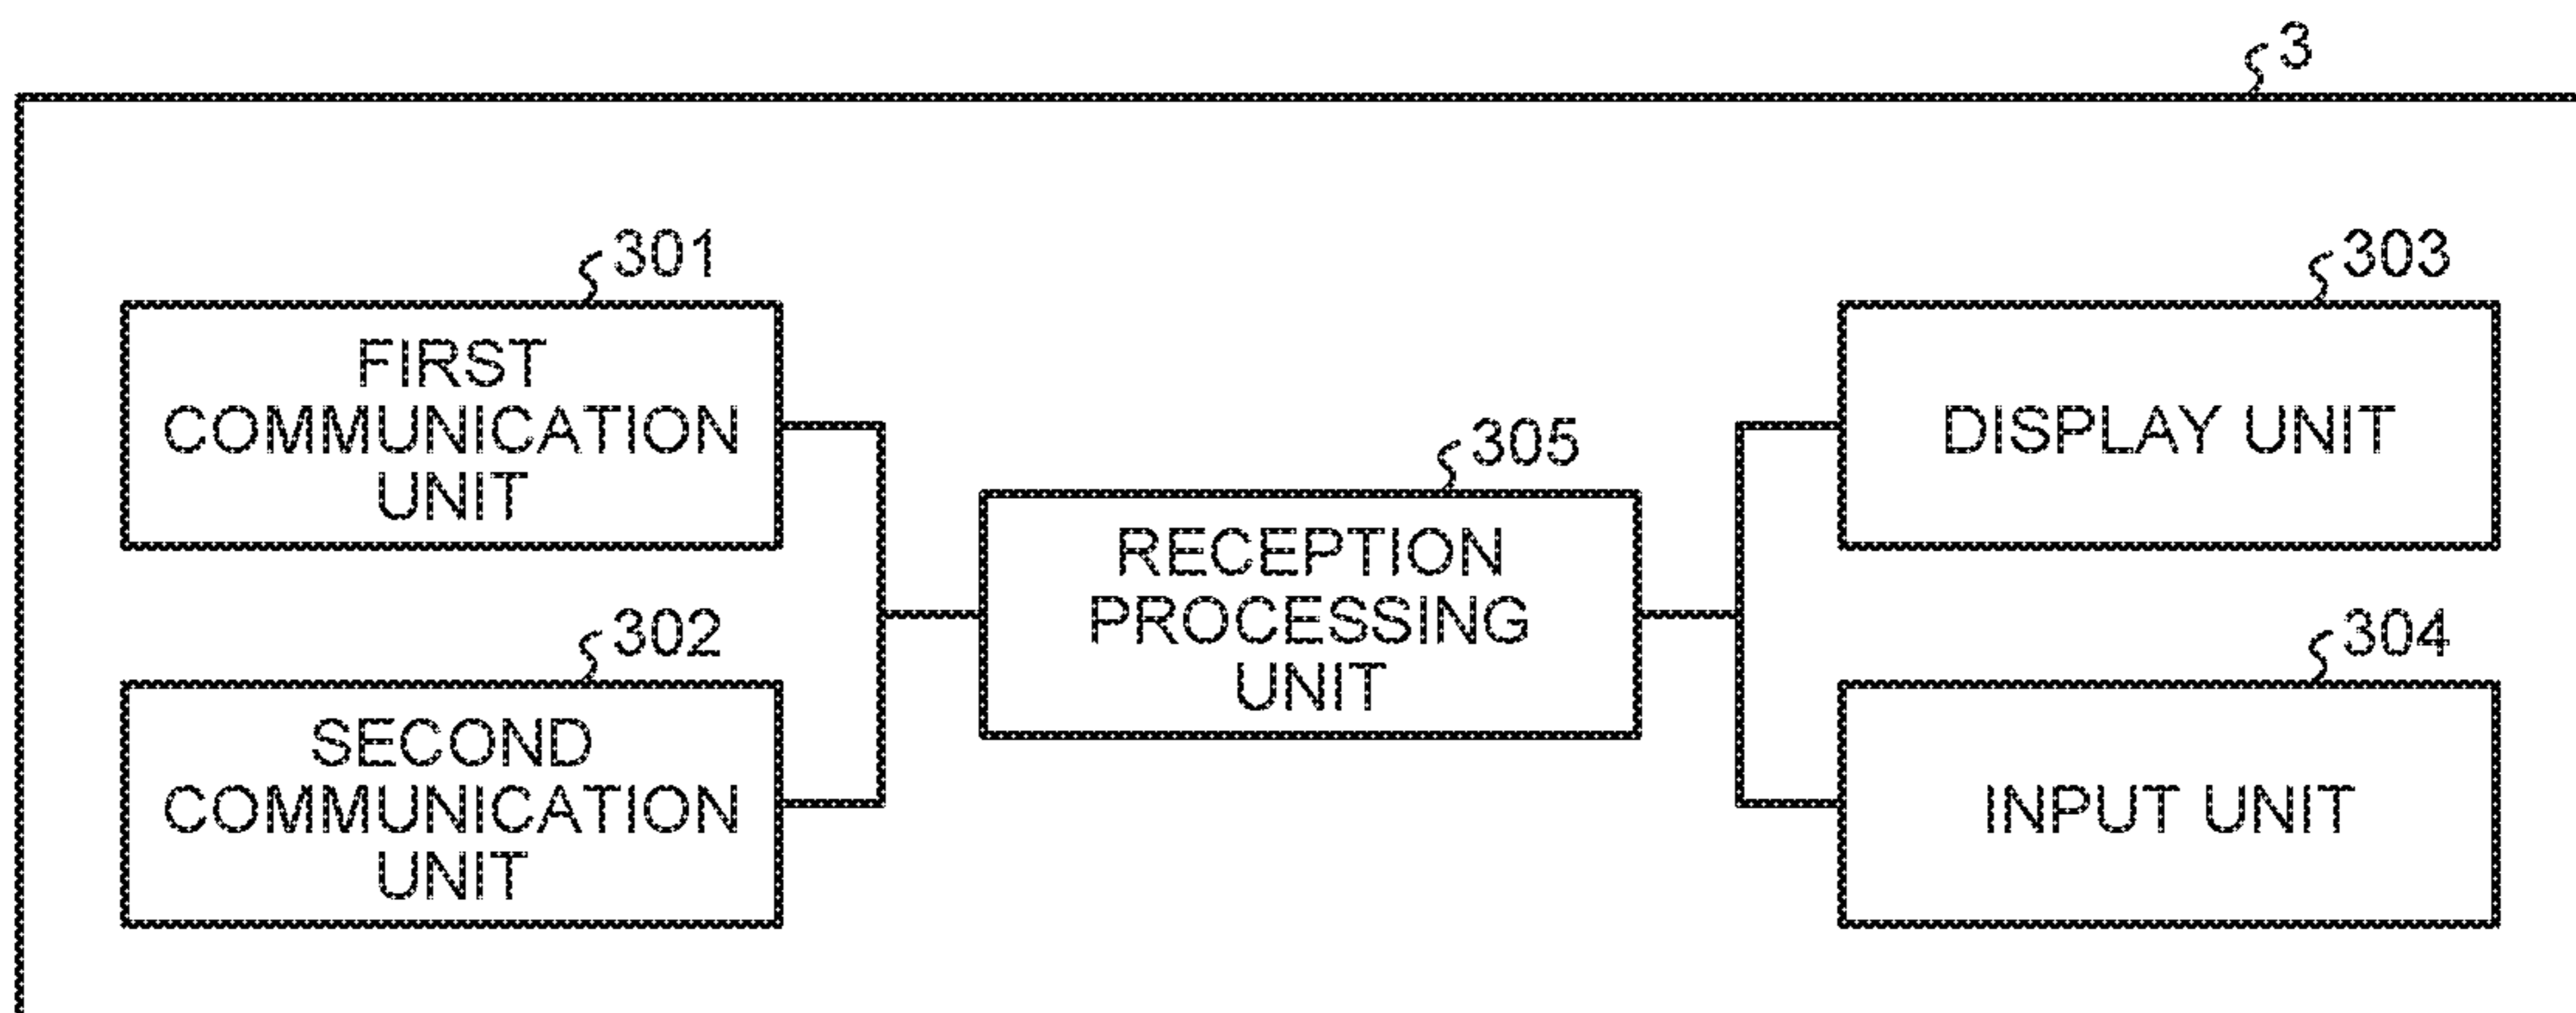 3
301
FIRST
COMMUNICATION
UNIT
302
SECOND
COMMUNICATION
UNIT
305
RECEPTION
PROCESSING
UNIT
303
DISPLAY UNIT
304
INPUT UNIT